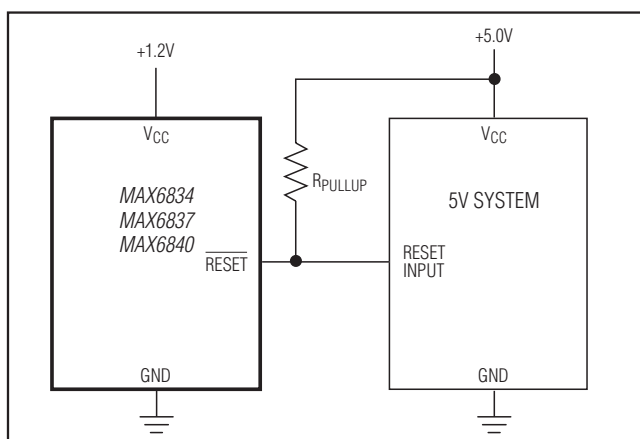 +1.2V
+5.0V
VCC
MAX6834
MAX6837
MAX6840
RESET
GND
RPULLUP
VCC
5V SYSTEM
RESET
INPUT
GND